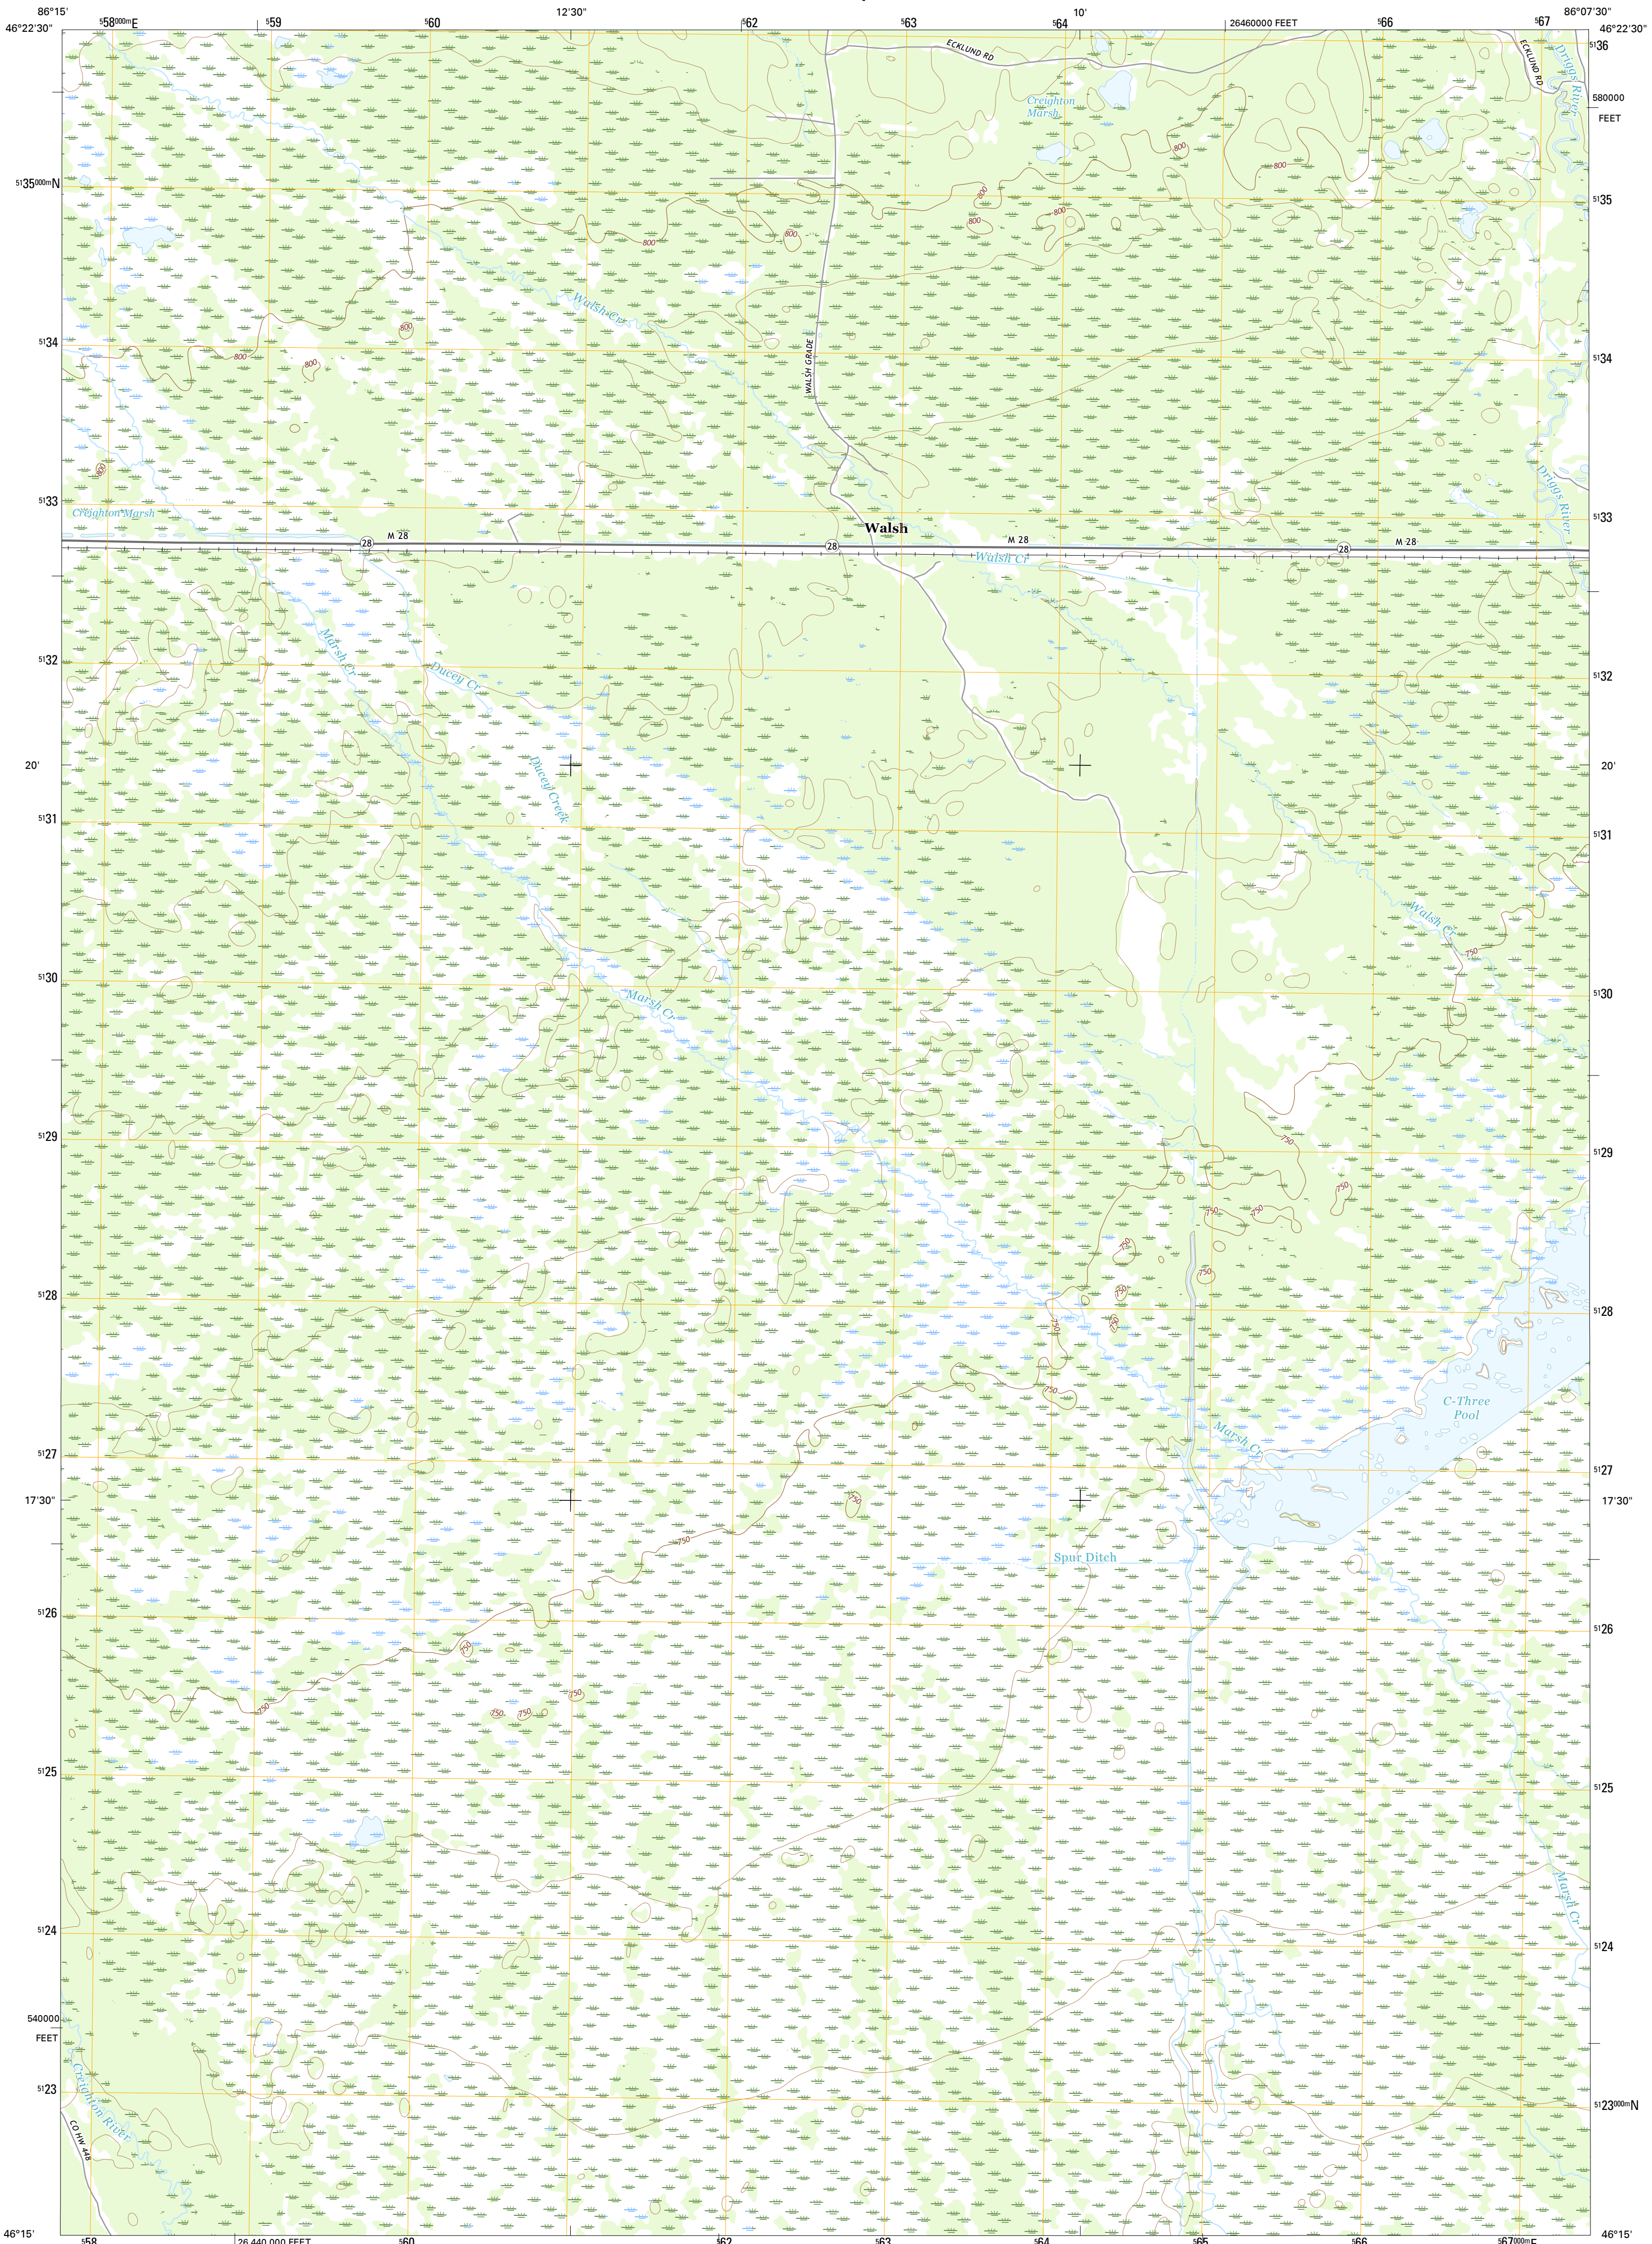 86°15' 558000mE 559 560 12'30" 562 563 10' 564 26460000 FEET 566 567 86°07'30"
46°22'30" 46°22'30"
5136
ECKLUND RD
ECKLUND RD
Driggs River
580000
FEET
Creighton
Marsh
800
800
5135000mN
5135
800
800
800
800
800
Walsh Cr
800
5134
5134
800
800
WALSH GRADE
800
Driggs River
5133
5133
Creighton Marsh
Walsh
28
M 28
28
M 28
28
M 28
Walsh Cr
Marsh Cr
5132
5132
Ducey Cr
20'
20'
Ducey Creek
5131
5131
Walsh Cr
750
5130
5130
Marsh Cr
5129
5129
750
750
750
750
750
750
5128
5128
750
750
750
750
C-Three
Pool
Marsh Cr
5127
5127
17'30"
17'30"
750
750
Spur Ditch
5126
5126
750
750
750
750
750
5125
5125
Marsh Cr
5124
5124
540000
FEET
Creighton River
5123
5123000mN
CO HW 448
46°15'
46°15'
558 26 440 000 FEET 560 562 563 564 565 566 567000mE